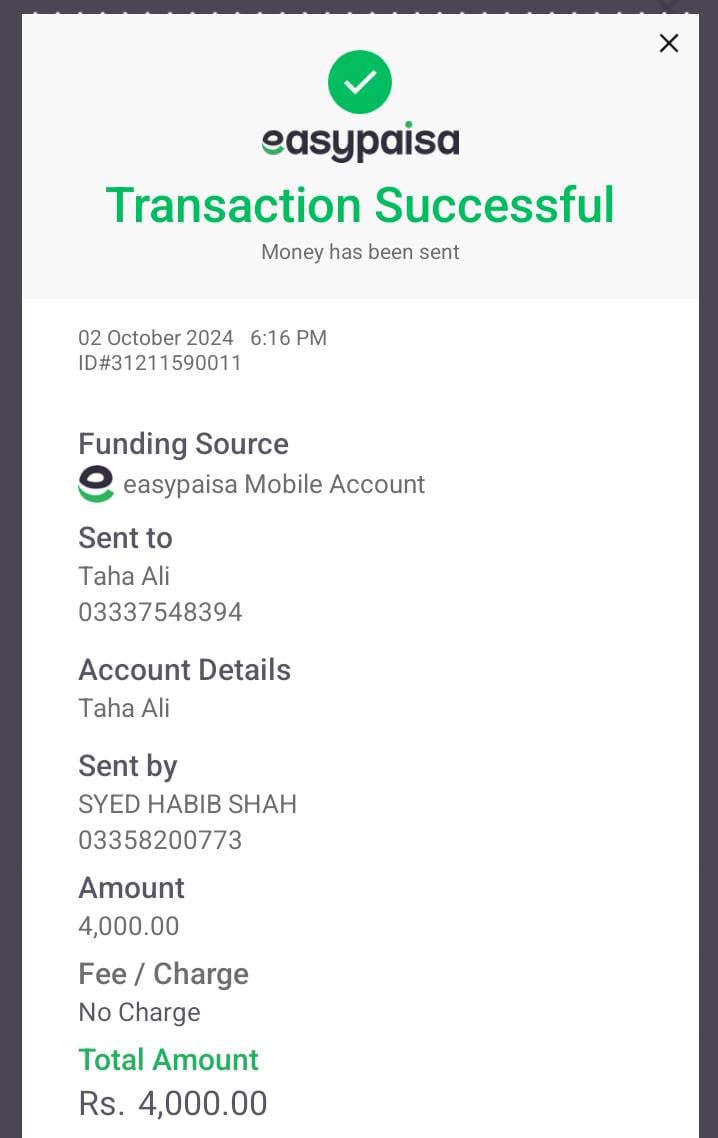 easypaisa
Transaction Successful
Money has been sent
02 October 2024 6:16 PM
ID#31211590011
Funding Source
easypaisa Mobile Account
Sent to
Taha Ali
03337548394
Account Details
Taha Ali
Sent by
SYED HABIB SHAH
03358200773
Amount
4,000.00
Fee / Charge
No Charge
Total Amount
Rs. 4,000.00